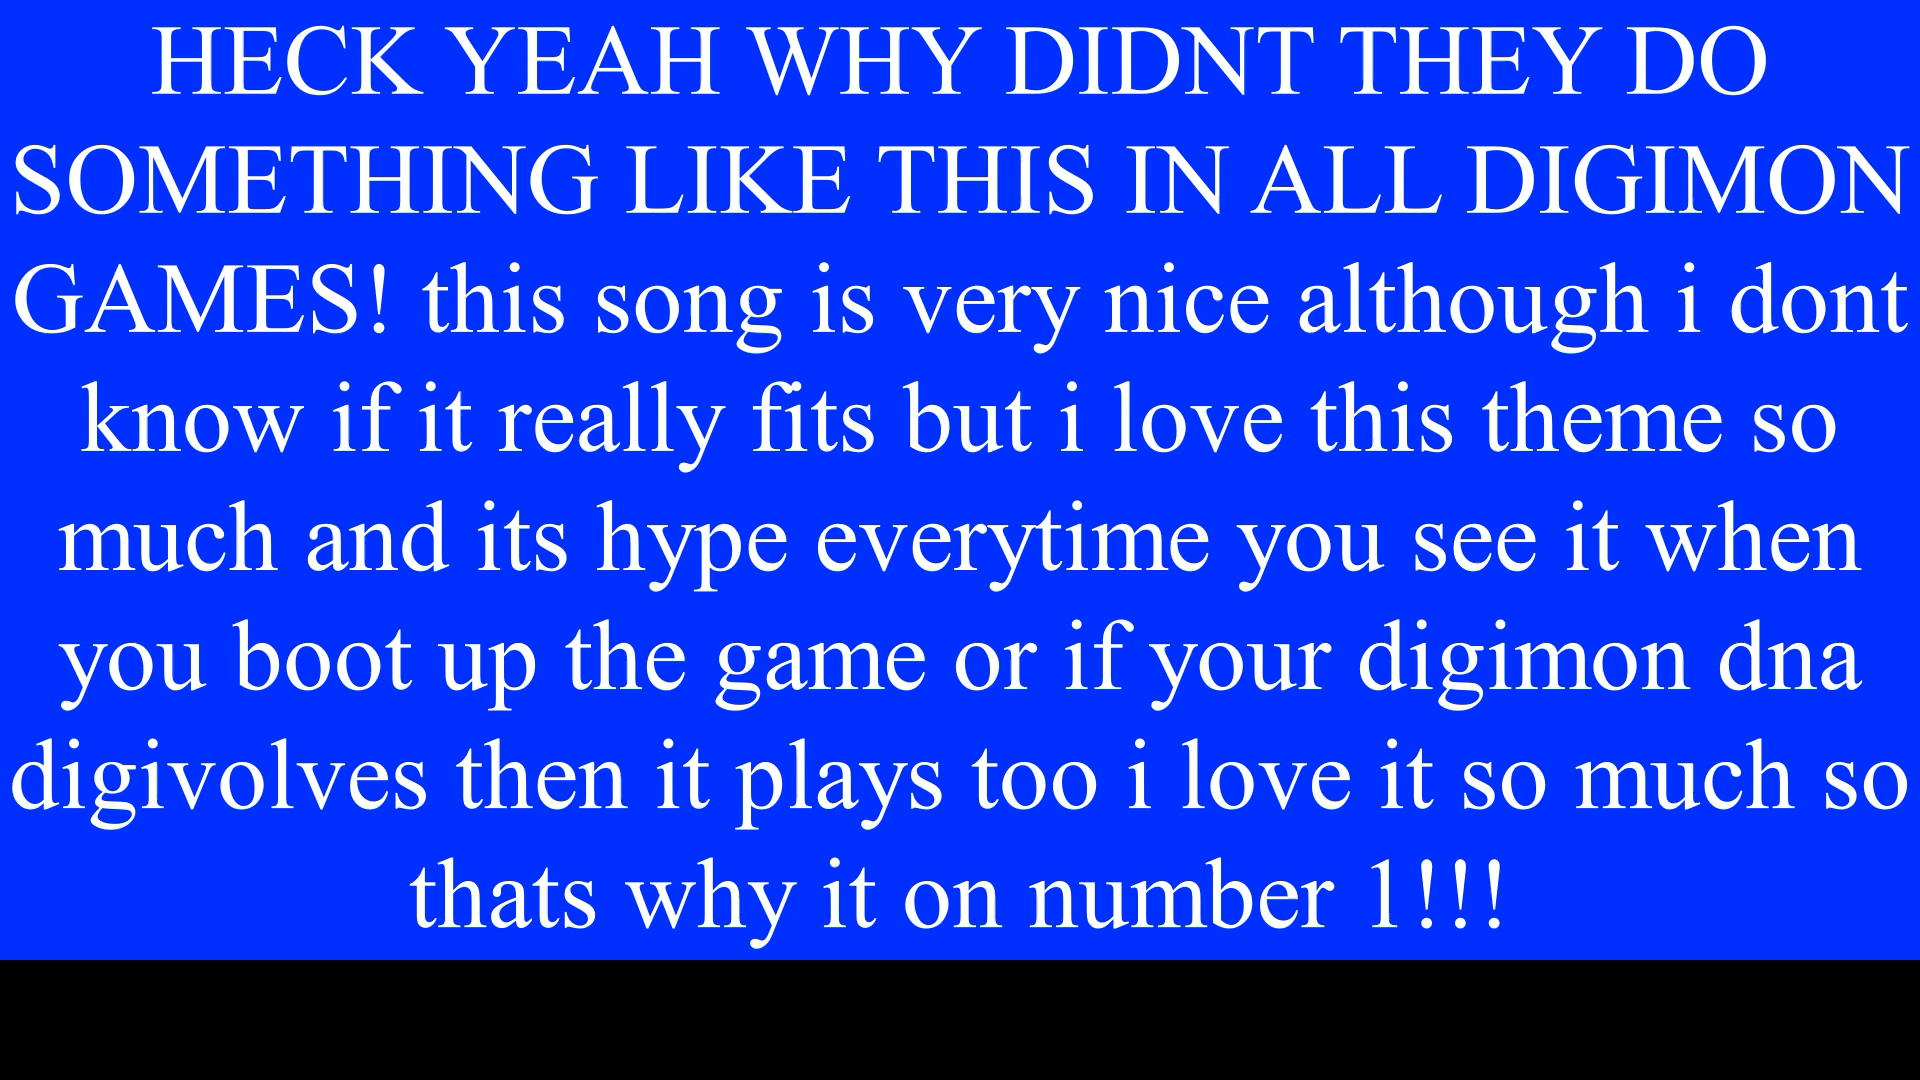 HECK YEAH WHY DIDNT THEY DO
SOMETHING LIKE THIS IN ALL DIGIMON
GAMES! this song is very nice although i dont
know if it really fits but i love this theme so
much and its hype everytime you see it when
you boot up the game or if your digimon dna
digivolves then it plays too i love it so much so
thats why it on number 1!!!